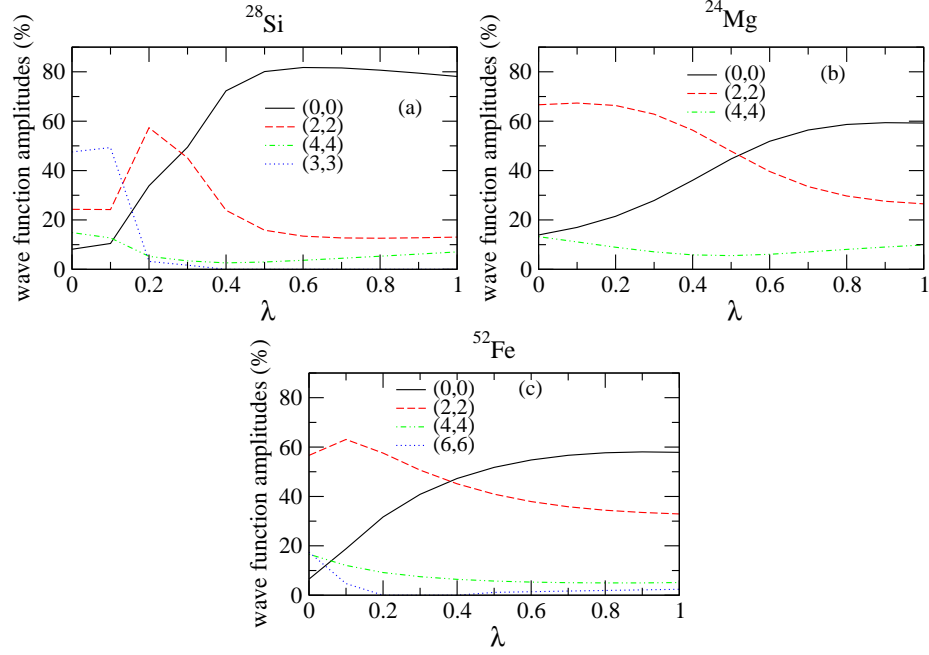 ²⁸Si
wave function amplitudes (%)
80
60
40
20
0
(0,0)
(2,2)
(4,4)
(3,3)
(a)
0 0.2 0.4 0.6 0.8 1
λ
²⁴Mg
wave function amplitudes (%)
80
60
40
20
0
(0,0)
(2,2)
(4,4)
(b)
0 0.2 0.4 0.6 0.8 1
λ
⁵²Fe
wave function amplitudes (%)
80
60
40
20
0
(0,0)
(2,2)
(4,4)
(6,6)
(c)
0 0.2 0.4 0.6 0.8 1
λ